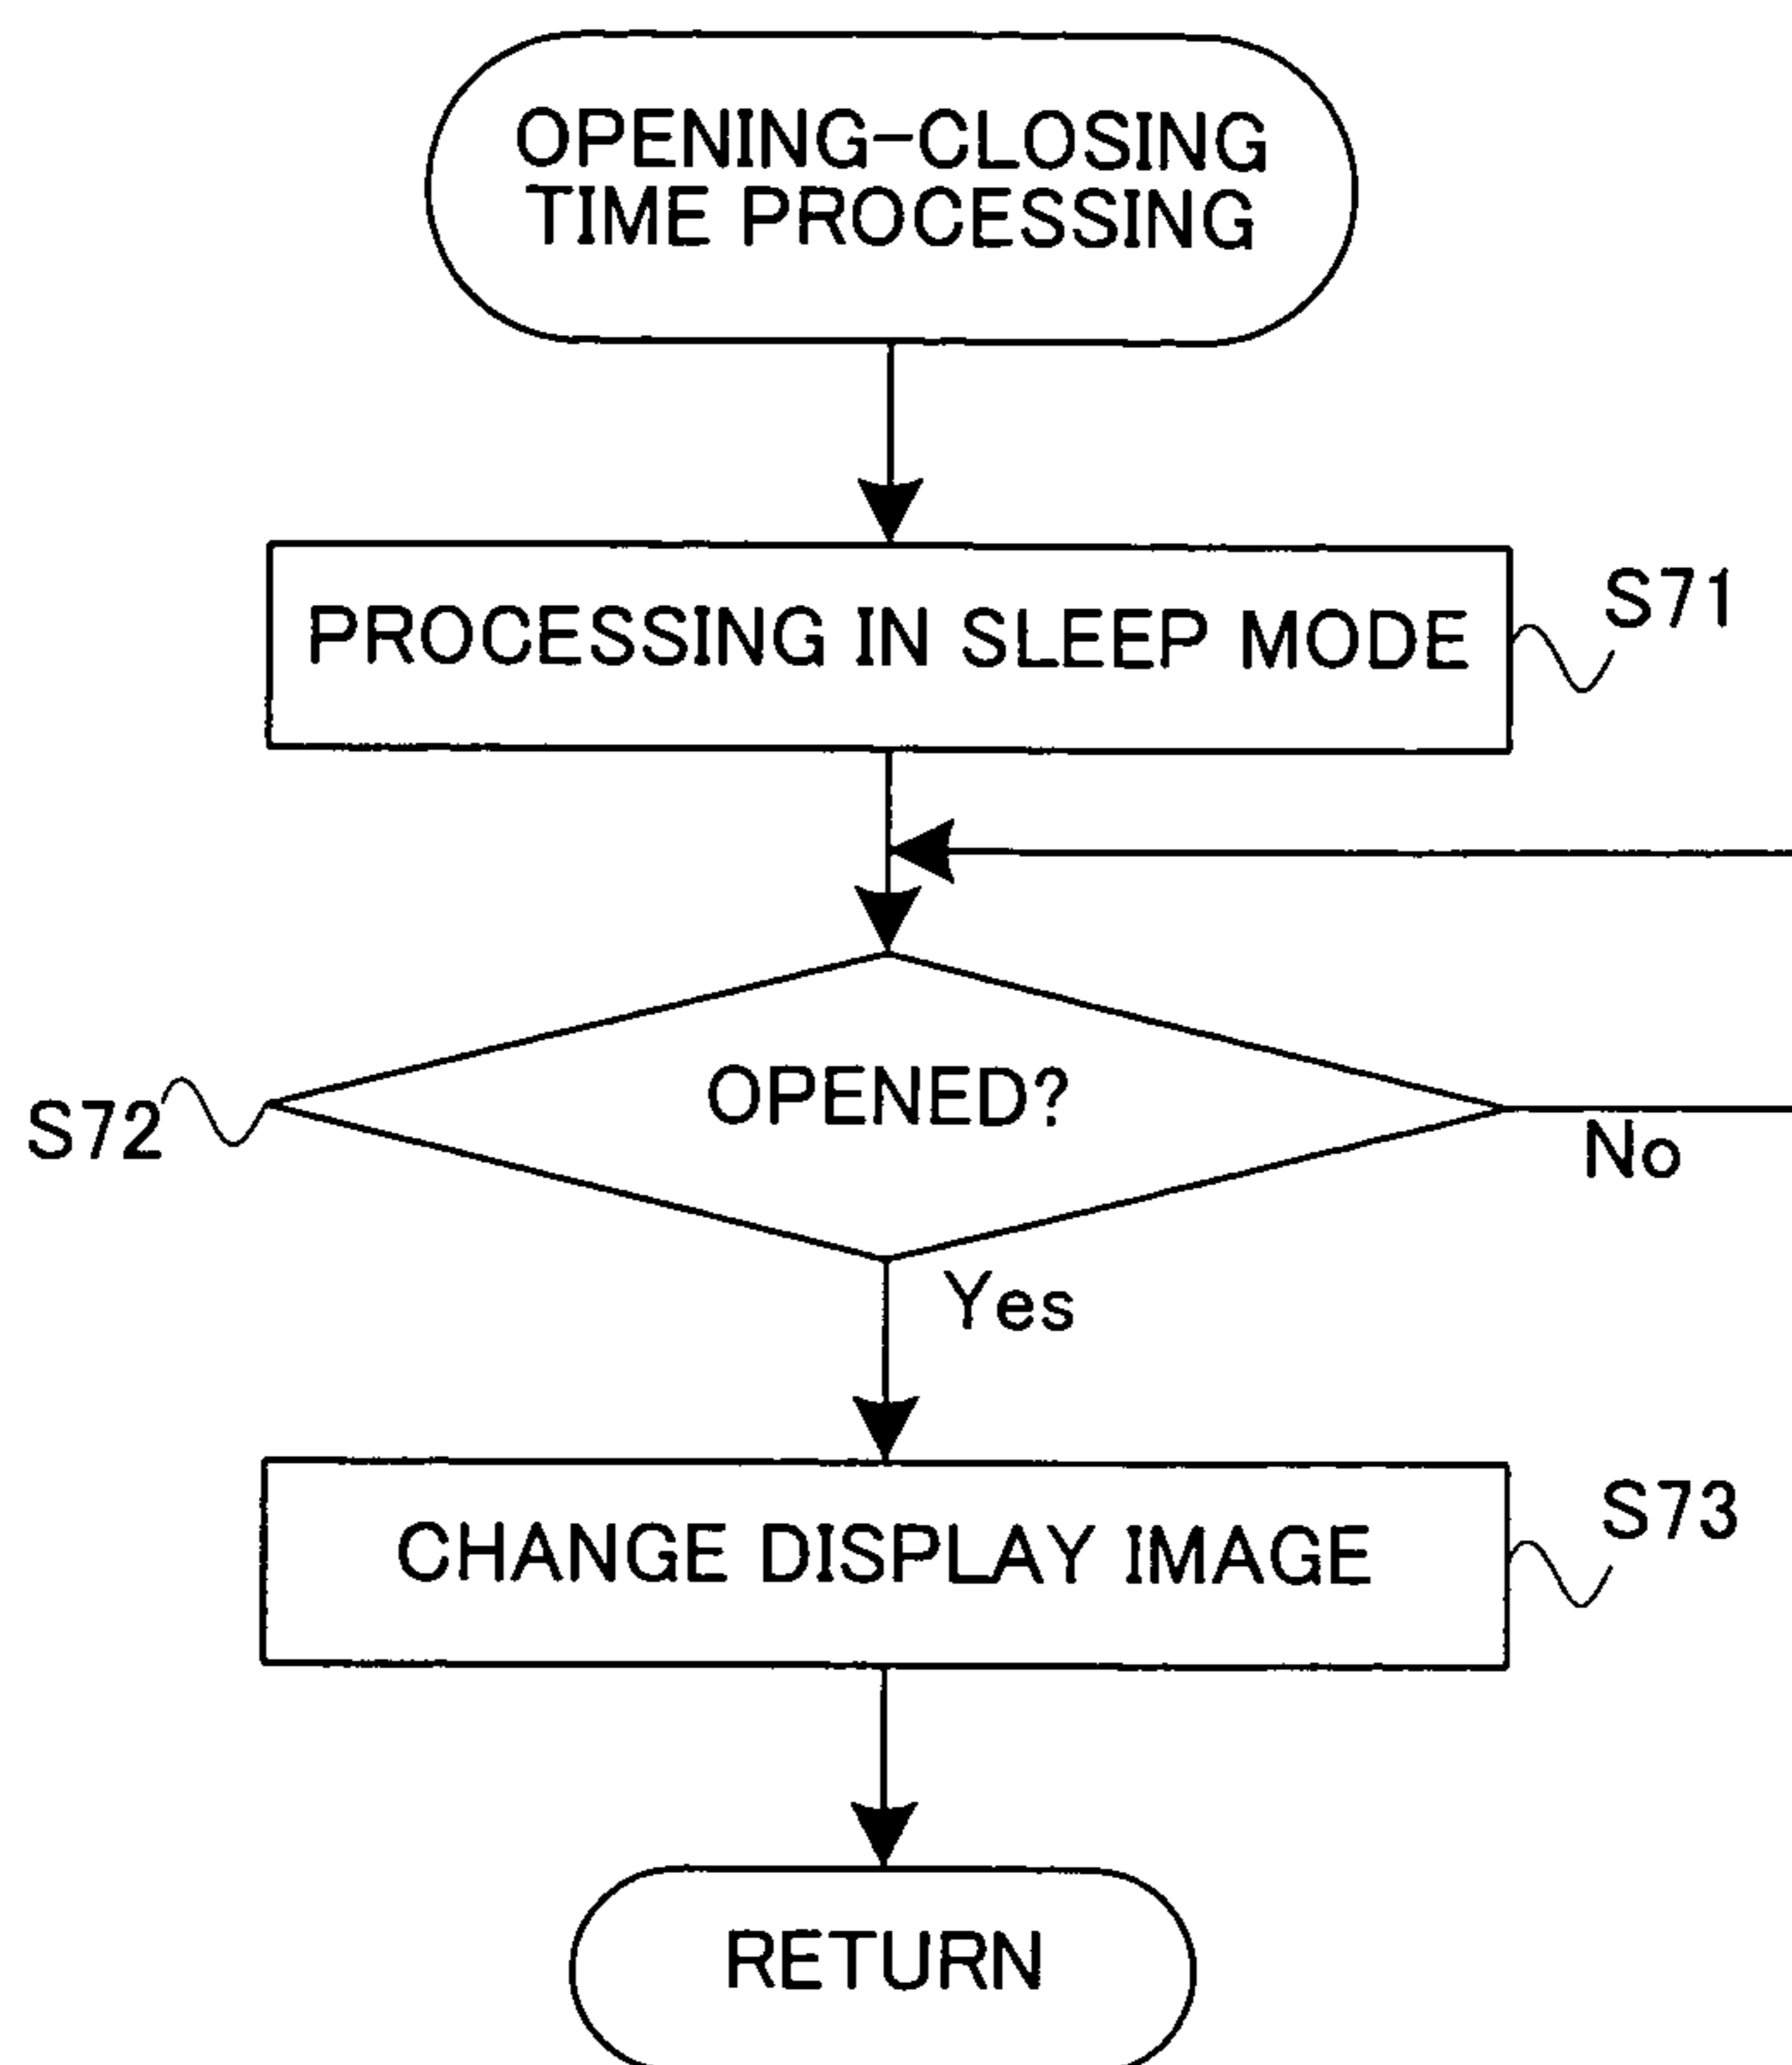 OPENING-CLOSING
TIME PROCESSING
PROCESSING IN SLEEP MODE
S71
OPENED?
S72
No
Yes
CHANGE DISPLAY IMAGE
S73
RETURN